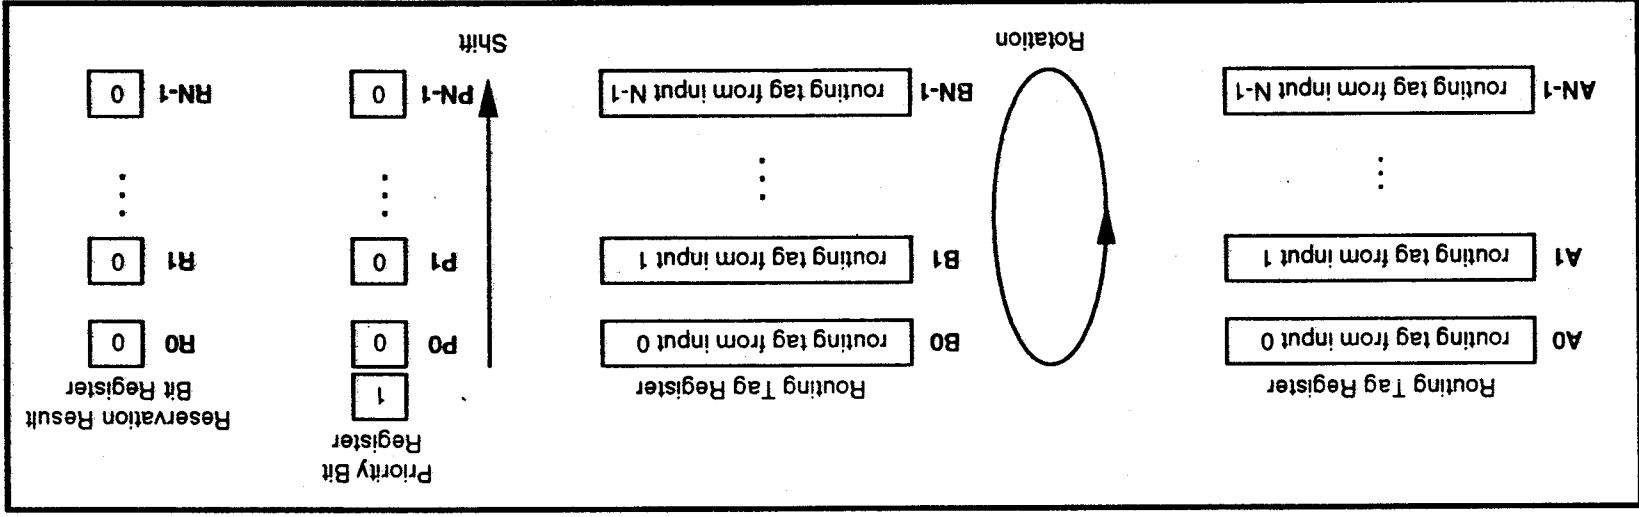 Routing Tag Register
A0 routing tag from input 0
A1 routing tag from input 1
⋮
AN-1 routing tag from input N-1
Rotation
Routing Tag Register
B0 routing tag from input 0
B1 routing tag from input 1
⋮
BN-1 routing tag from input N-1
Shift
Priority Bit
Register
1
P0 0
P1 0
⋮
PN-1 0
Reservation Result
Bit Register
R0 0
R1 0
⋮
RN-1 0